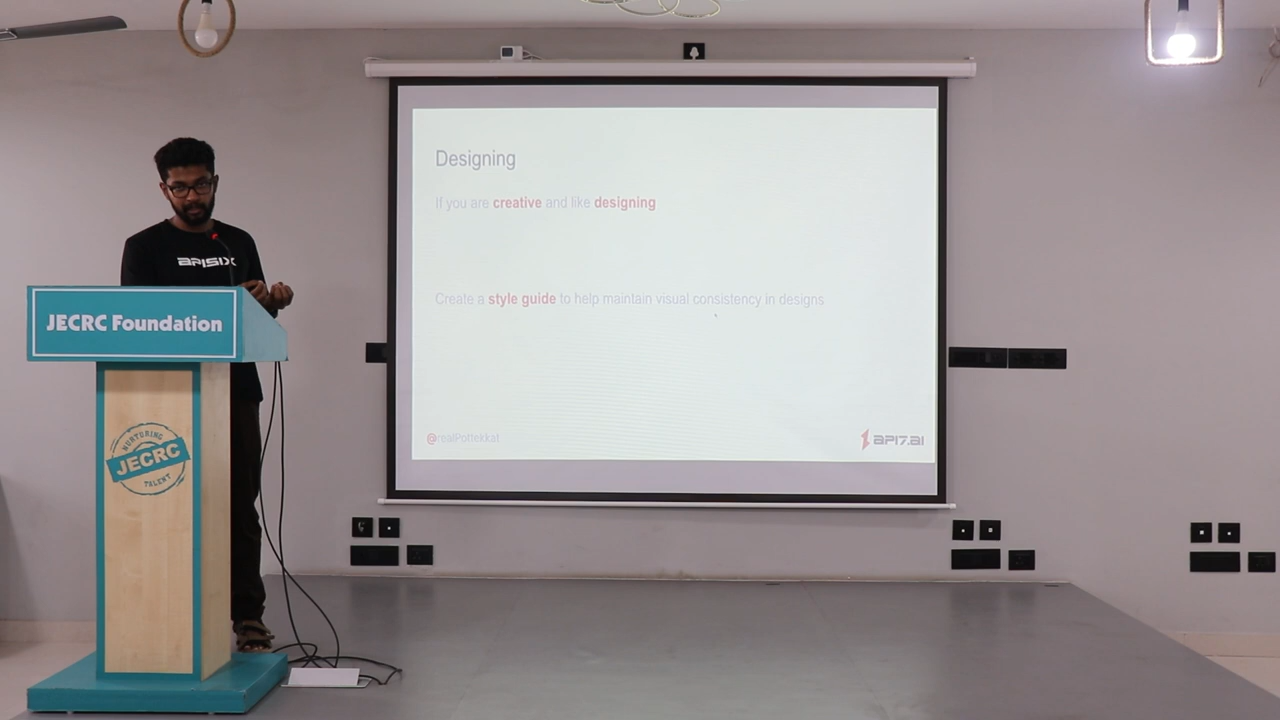 Designing
If you are creative and like designing
Create a style guide to help maintain visual consistency in designs
@realPottekkat
API7.AI
APISIX
JECRC Foundation
NURTURING
JECRC
TALENT